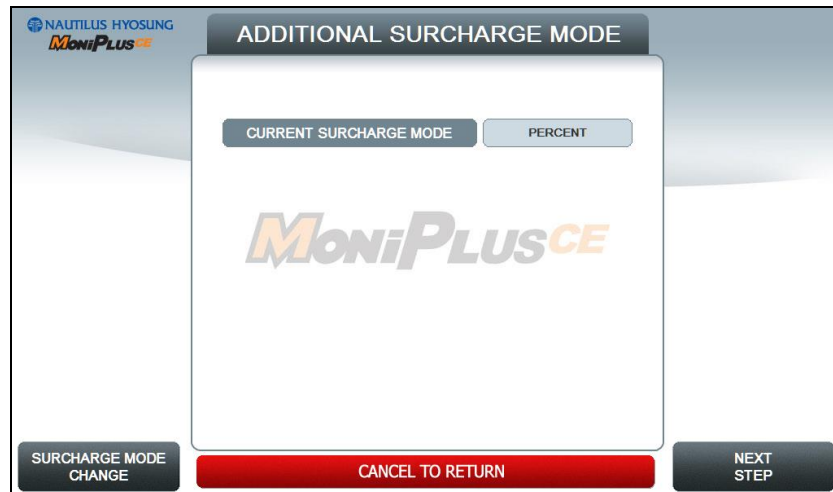 NAUTILUS HYOSUNG
MoniPlusCE
ADDITIONAL SURCHARGE MODE
CURRENT SURCHARGE MODE PERCENT
MoniPlusCE
SURCHARGE MODE
CHANGE
CANCEL TO RETURN
NEXT
STEP